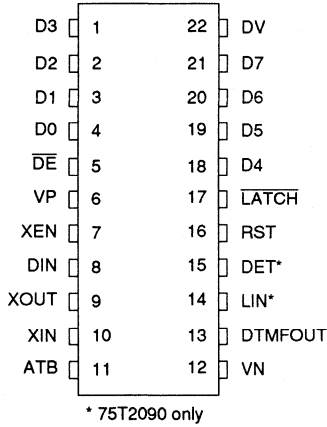 D3 1 22 DV
D2 2 21 D7
D1 3 20 D6
D0 4 19 D5
D̅E̅ 5 18 D4
VP 6 17 L̅A̅T̅C̅H̅
XEN 7 16 RST
DIN 8 15 DET*
XOUT 9 14 LIN*
XIN 10 13 DTMFOUT
ATB 11 12 VN
* 75T2090 only